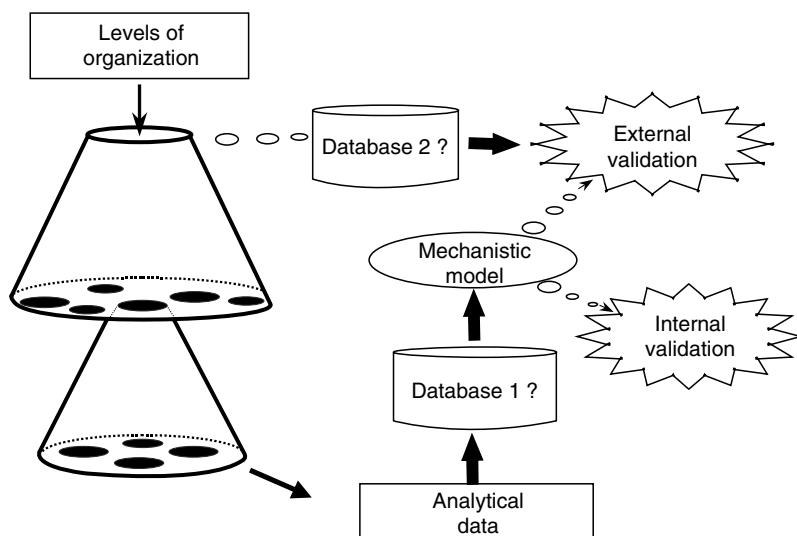 Levels of
organization
Database 2 ?
External
validation
Mechanistic
model
Internal
validation
Database 1 ?
Analytical
data